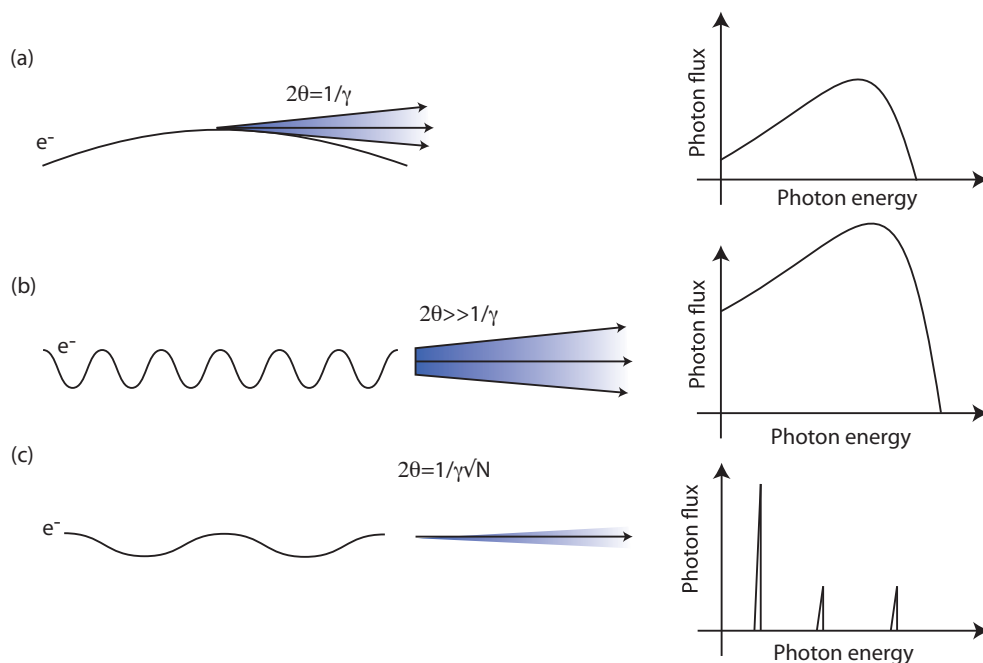 (a)
e⁻
2θ=1/γ
Photon flux
Photon energy
(b)
e⁻
2θ>>1/γ
Photon flux
Photon energy
(c)
e⁻
2θ=1/γ√N
Photon flux
Photon energy